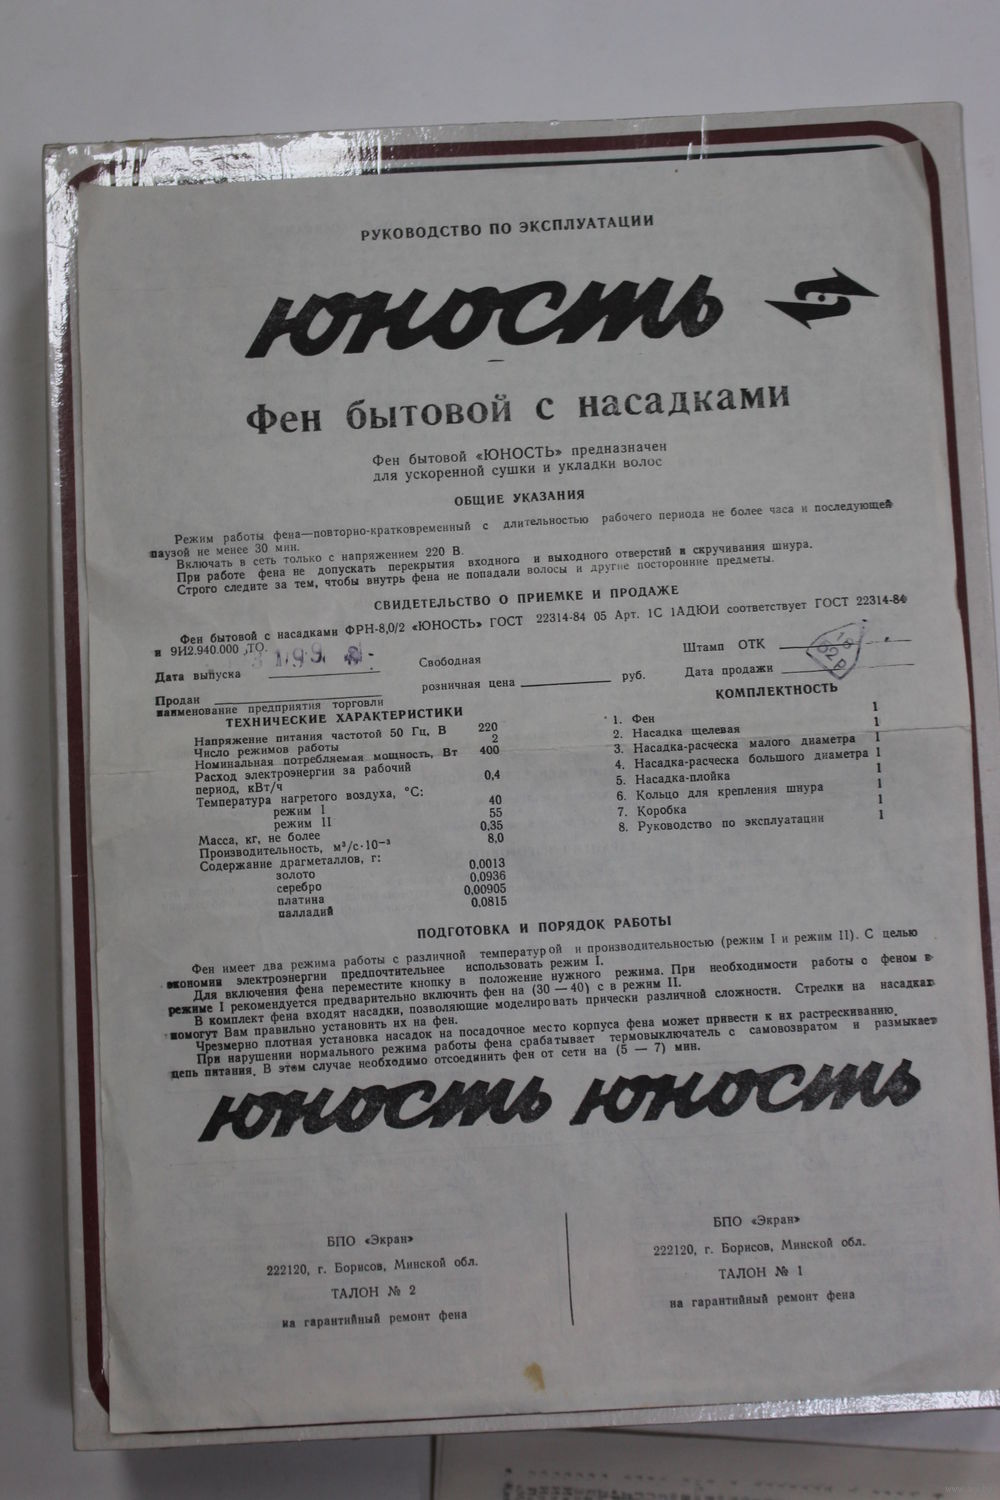 РУКОВОДСТВО ПО ЭКСПЛУАТАЦИИ
юность
Фен бытовой с насадками
Фен бытовой «ЮНОСТЬ» предназначен
для ускоренной сушки и укладки волос
ОБЩИЕ УКАЗАНИЯ
Режим работы фена—повторно-кратковременный с длительностью рабочего периода не более часа и последующей
паузой не менее 30 мин.
Включать в сеть только с напряжением 220 В.
При работе фена не допускать перекрытия входного и выходного отверстий и скручивания шнура.
Строго следите за тем, чтобы внутрь фена не попадали волосы и другие посторонние предметы.
СВИДЕТЕЛЬСТВО О ПРИЕМКЕ И ПРОДАЖЕ
Фен бытовой с насадками ФРН-8,0/2 «ЮНОСТЬ» ГОСТ 22314-84 05 Арт. 1С 1АДЮИ соответствует ГОСТ 22314-84
и 9И2.940.000 ТО.
Дата выпуска
Продан
наименование предприятия торговли
Свободная
розничная цена руб.
Штамп ОТК
Дата продажи
ТЕХНИЧЕСКИЕ ХАРАКТЕРИСТИКИ
Напряжение питания частотой 50 Гц, В 220
Число режимов работы 2
Номинальная потребляемая мощность, Вт 400
Расход электроэнергии за рабочий
период, кВт/ч 0,4
Температура нагретого воздуха, °С:
режим I 40
режим II 55
Масса, кг, не более 0,35
Производительность, м³/с·10⁻³ 8,0
Содержание драгметаллов, г:
золото 0,0013
серебро 0,0936
платина 0,00905
палладий 0.0815
КОМПЛЕКТНОСТЬ
1. Фен 1
2. Насадка щелевая 1
3. Насадка-расческа малого диаметра 1
4. Насадка-расческа большого диаметра 1
5. Насадка-плойка 1
6. Кольцо для крепления шнура 1
7. Коробка 1
8. Руководство по эксплуатации 1
ПОДГОТОВКА И ПОРЯДОК РАБОТЫ
Фен имеет два режима работы с различной температурой и производительностью (режим I и режим II). С целью
экономии электроэнергии предпочтительнее использовать режим I.
Для включения фена переместите кнопку в положение нужного режима. При необходимости работы с феном в
режиме I рекомендуется предварительно включить фен на (30 — 40) с в режим II.
В комплект фена входят насадки, позволяющие моделировать прически различной сложности. Стрелки на насадках
помогут Вам правильно установить их на фен.
Чрезмерно плотная установка насадок на посадочное место корпуса фена может привести к их растрескиванию.
При нарушении нормального режима работы фена срабатывает термовыключатель с самовозвратом и размыкает
цепь питания. В этом случае необходимо отсоединить фен от сети на (5 — 7) мин.
юность юность
БПО «Экран»
222120, г. Борисов, Минской обл.
ТАЛОН № 2
на гарантийный ремонт фена
БПО «Экран»
222120, г. Борисов, Минской обл.
ТАЛОН № 1
на гарантийный ремонт фена